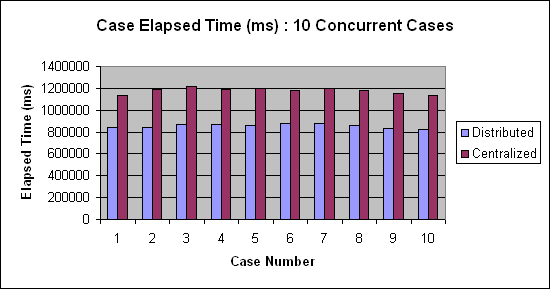 Case Elapsed Time (ms) : 10 Concurrent Cases
Elapsed Time (ms)
1400000
1200000
1000000
800000
600000
400000
200000
0
1 2 3 4 5 6 7 8 9 10
Case Number
Distributed
Centralized